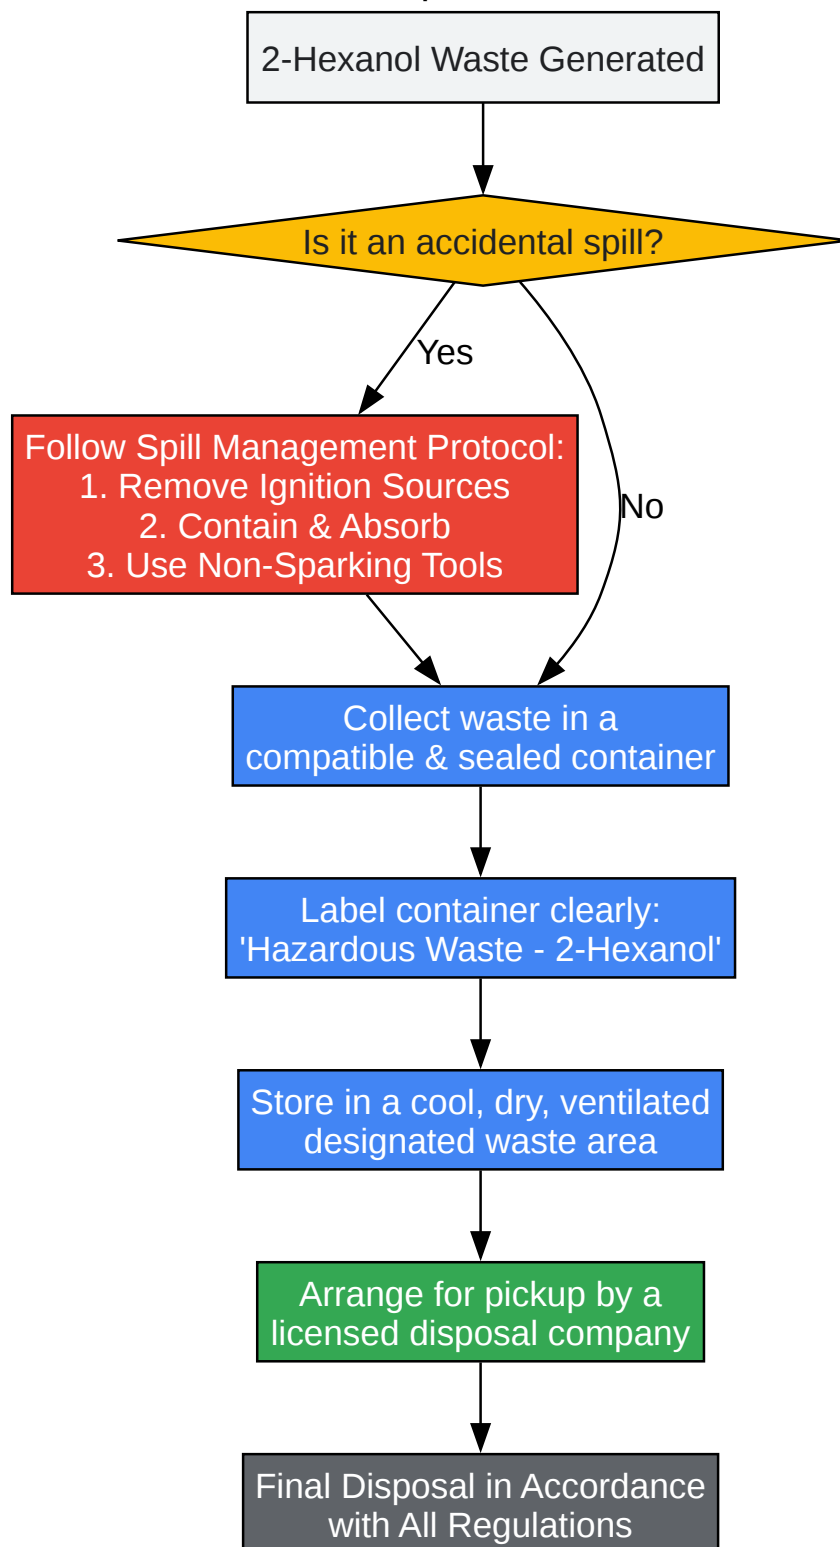 2-Hexanol Waste Generated
Is it an accidental spill?
Yes
Follow Spill Management Protocol:
1. Remove Ignition Sources
2. Contain & Absorb
3. Use Non-Sparking Tools
No
Collect waste in a
compatible & sealed container
Label container clearly:
'Hazardous Waste - 2-Hexanol'
Store in a cool, dry, ventilated
designated waste area
Arrange for pickup by a
licensed disposal company
Final Disposal in Accordance
with All Regulations